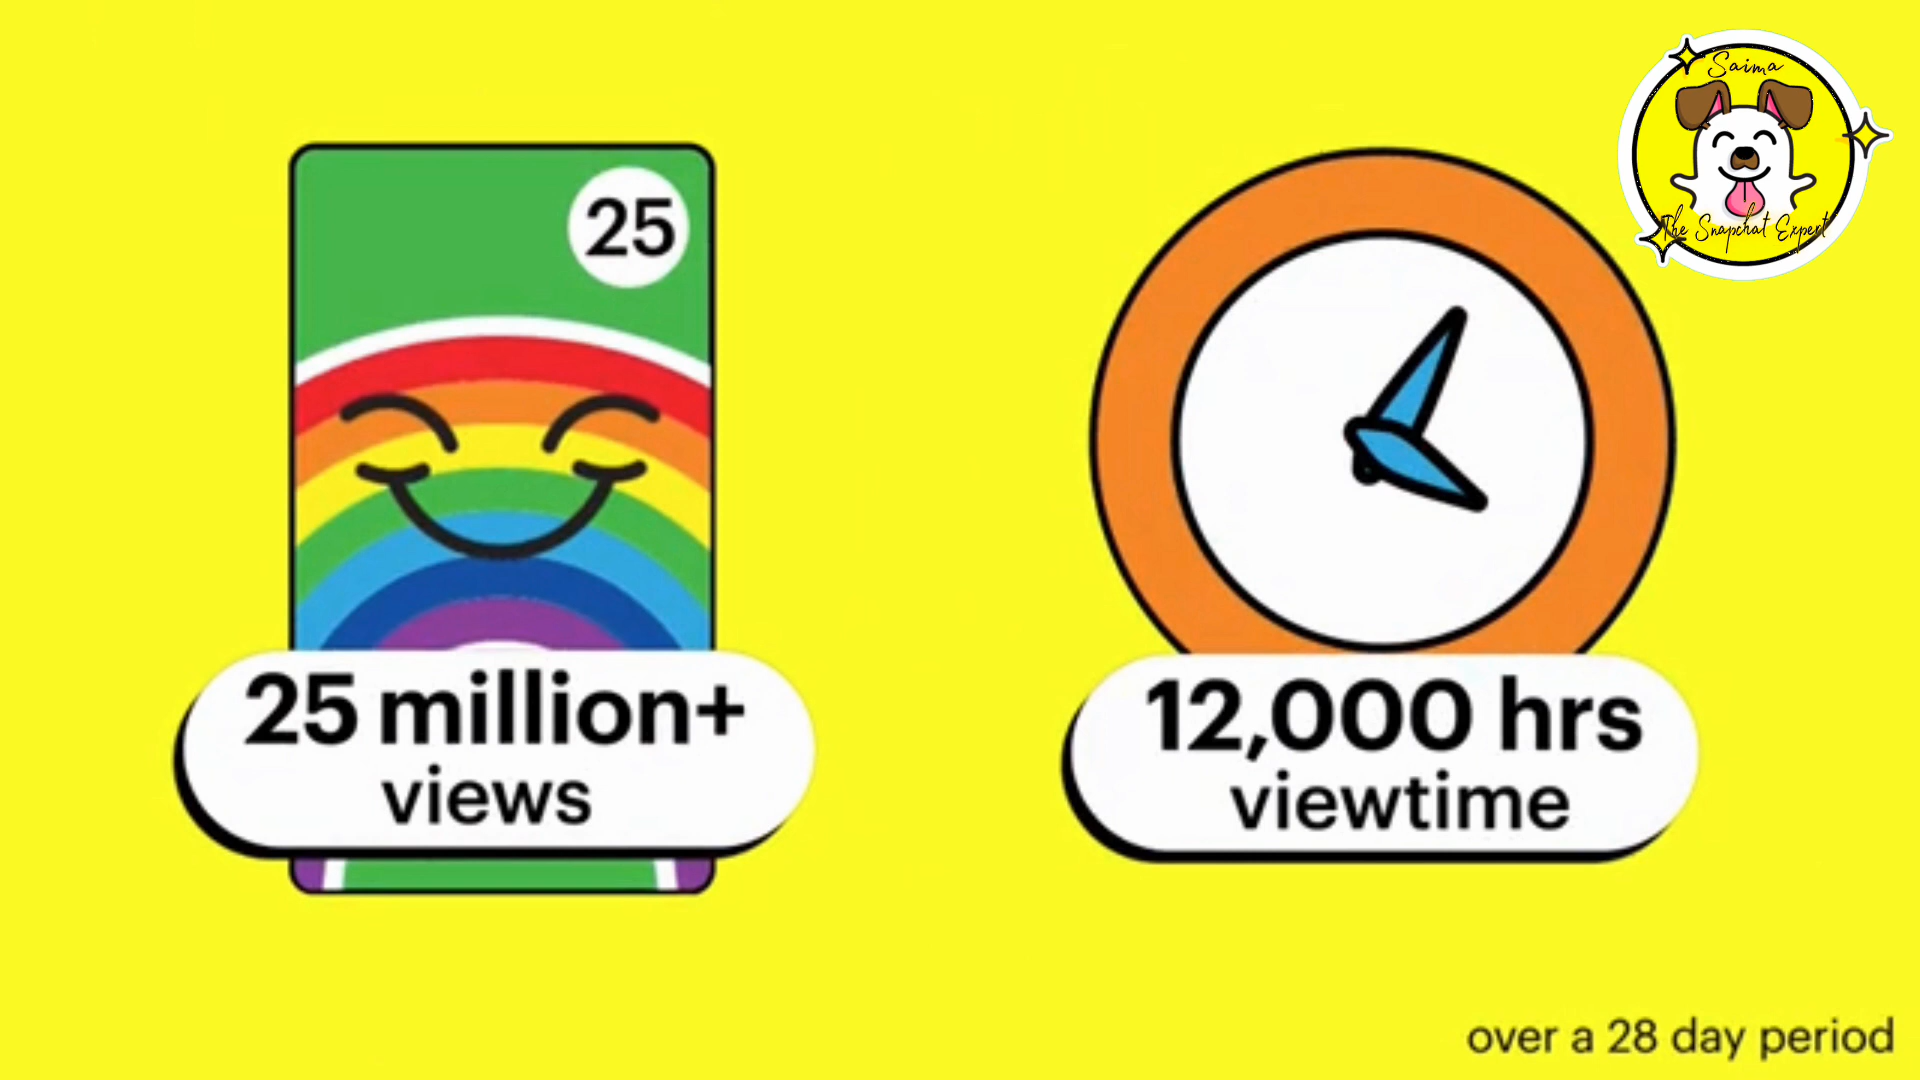 Saima
The Snapchat Expert
25
25 million+
views
12,000 hrs
viewtime
over a 28 day period